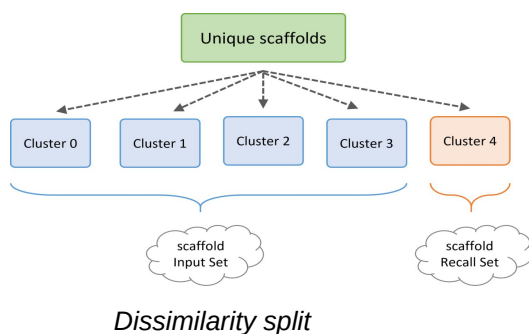 Unique scaffolds
Cluster 0
Cluster 1
Cluster 2
Cluster 3
Cluster 4
scaffold
Input Set
scaffold
Recall Set
Dissimilarity split